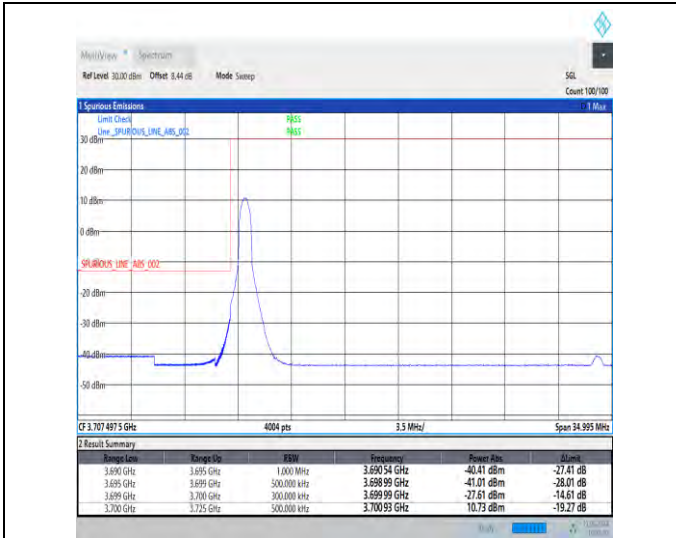 MultiView Spectrum
Ref Level 30.00 dBm Offset 8.44 dB Mode Sweep SGL
Count 100/100
1 Spurious Emissions 1 Max
Limit Check PASS
Line _SPURIOUS_LINE_ABS_002 PASS
30 dBm
20 dBm
10 dBm
0 dBm
_SPURIOUS_LINE_ABS_002
-20 dBm
-30 dBm
-40 dBm
-50 dBm
CF 3.707 497 5 GHz 4004 pts 3.5 MHz/ Span 34.995 MHz
2 Result Summary
Range Low Range Up RBW Frequency Power Abs ΔLimit
3.690 GHz 3.695 GHz 1.000 MHz 3.690 54 GHz -40.41 dBm -27.41 dB
3.695 GHz 3.699 GHz 500.000 kHz 3.698 99 GHz -41.01 dBm -28.01 dB
3.699 GHz 3.700 GHz 300.000 kHz 3.699 99 GHz -27.61 dBm -14.61 dB
3.700 GHz 3.725 GHz 500.000 kHz 3.700 93 GHz 10.73 dBm -19.27 dB